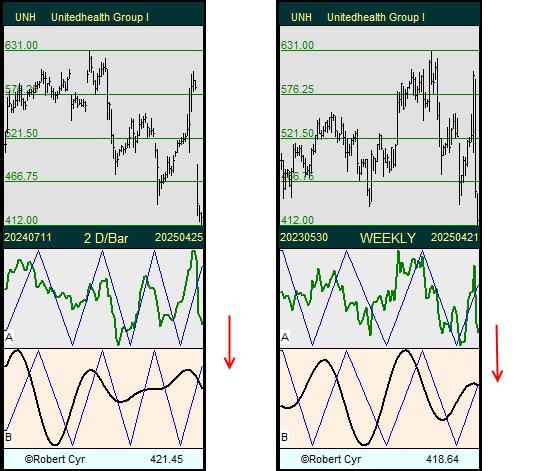 UNH Unitedhealth Group I
631.00
576.25
521.50
466.75
412.00
20240711 2 D/Bar 20250425
A
B
©Robert Cyr 421.45
UNH Unitedhealth Group I
631.00
576.25
521.50
466.75
412.00
20230530 WEEKLY 20250421
A
B
©Robert Cyr 418.64